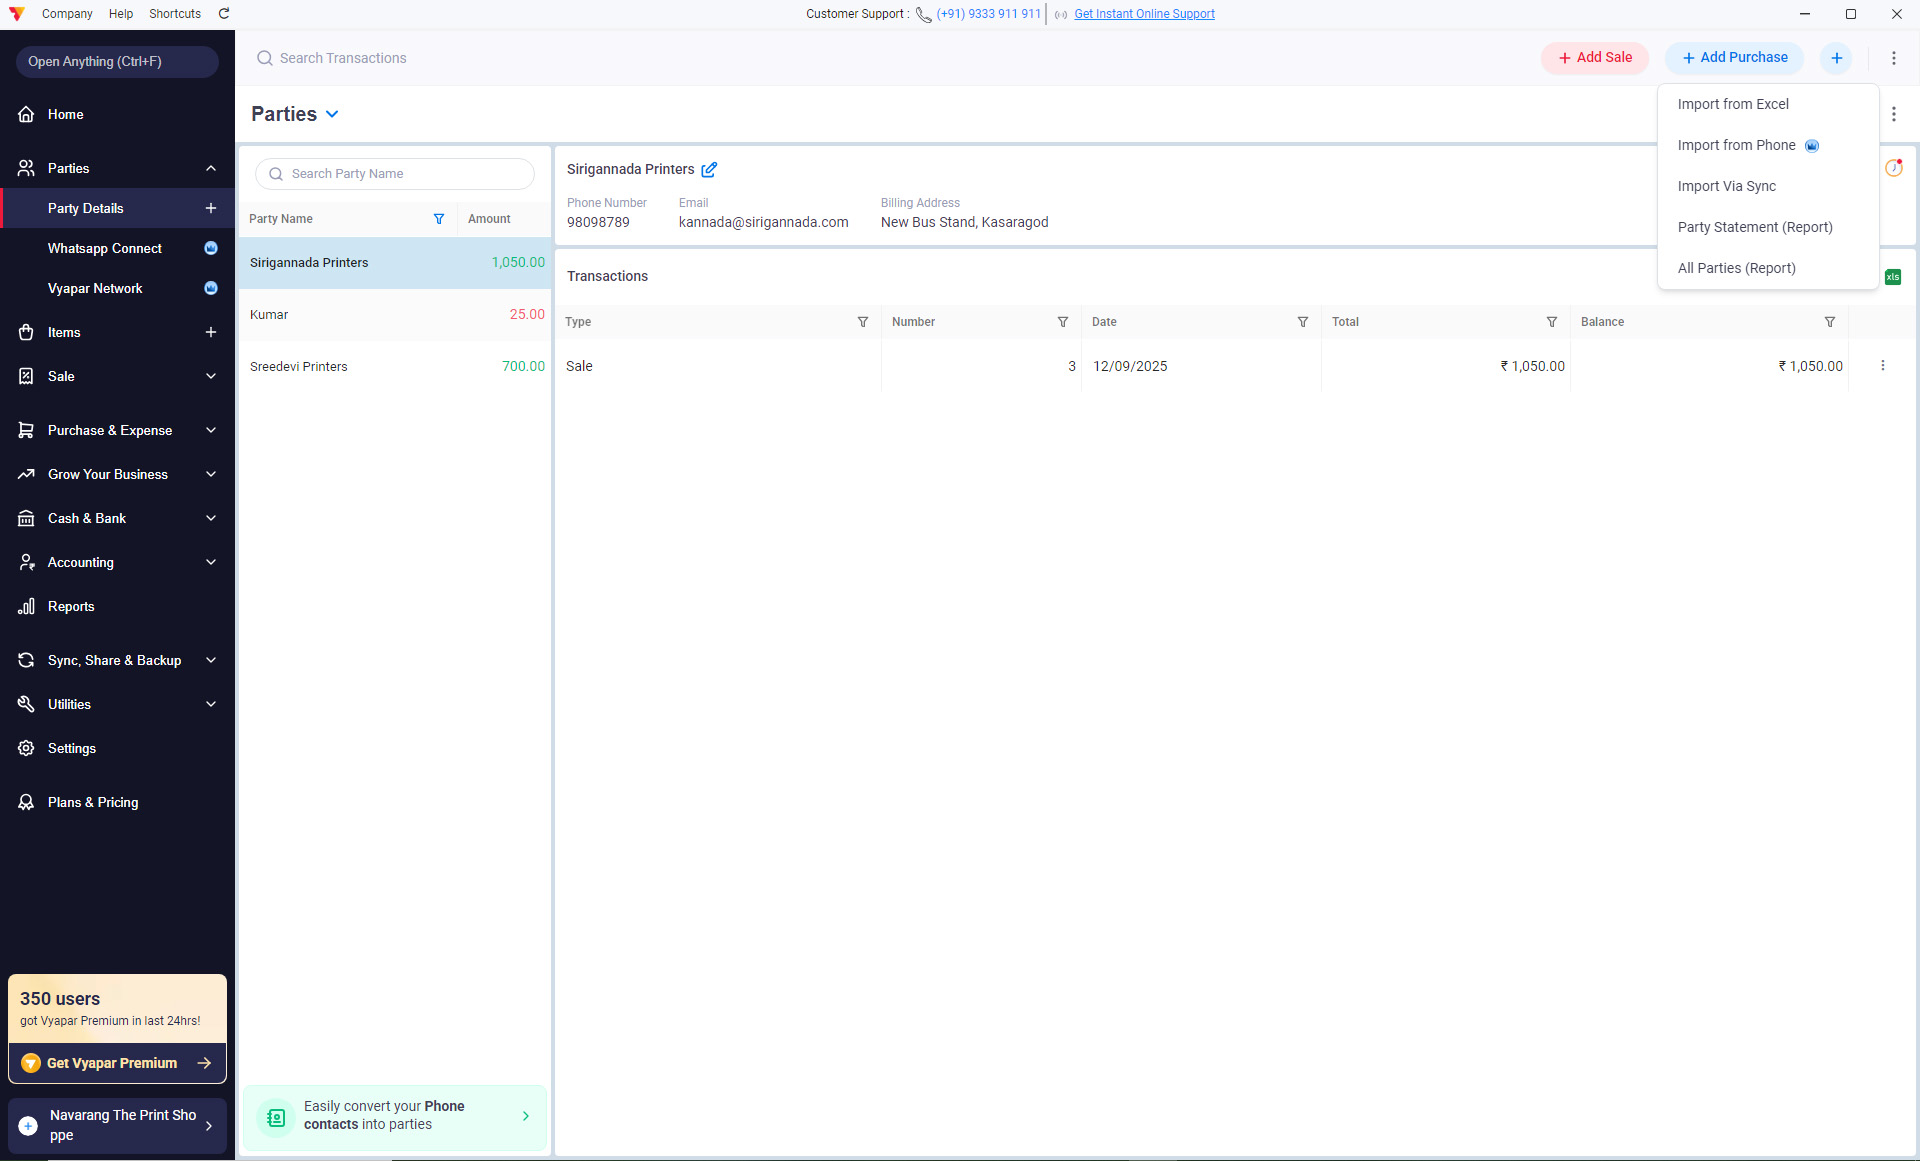 Company Help Shortcuts
Customer Support : (+91) 9333 911 911 Get Instant Online Support
Open Anything (Ctrl+F)
Search Transactions
+ Add Sale
+ Add Purchase
Home
Parties
Party Details
Whatsapp Connect
Vyapar Network
Items
Sale
Purchase & Expense
Grow Your Business
Cash & Bank
Accounting
Reports
Sync, Share & Backup
Utilities
Settings
Plans & Pricing
350 users
got Vyapar Premium in last 24hrs!
Get Vyapar Premium
Navarang The Print Sho
ppe
Parties
Search Party Name
Party Name Amount
Sirigannada Printers 1,050.00
Kumar 25.00
Sreedevi Printers 700.00
Easily convert your Phone
contacts into parties
Sirigannada Printers
Phone Number Email Billing Address
98098789 kannada@sirigannada.com New Bus Stand, Kasaragod
Import from Excel
Import from Phone
Import Via Sync
Party Statement (Report)
All Parties (Report)
Transactions
xls
Type Number Date Total Balance
Sale 3 12/09/2025 ₹ 1,050.00 ₹ 1,050.00